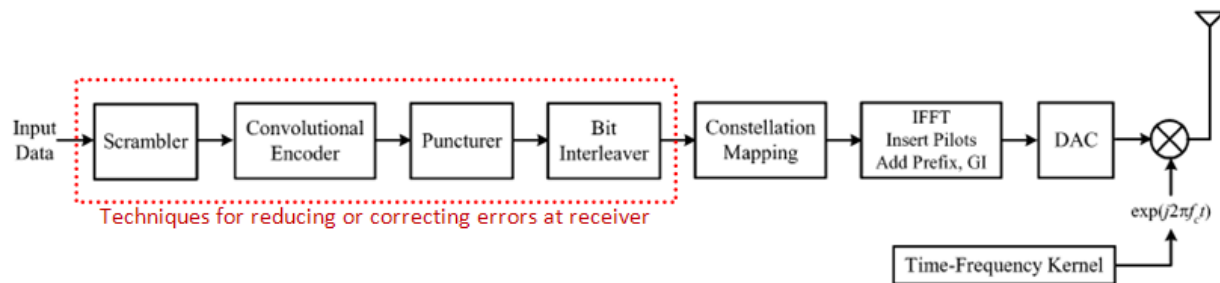 Input
Data
Scrambler
Convolutional
Encoder
Puncturer
Bit
Interleaver
Constellation
Mapping
IFFT
Insert Pilots
Add Prefix, GI
DAC
Techniques for reducing or correcting errors at receiver
exp(j2πf_ct)
Time-Frequency Kernel